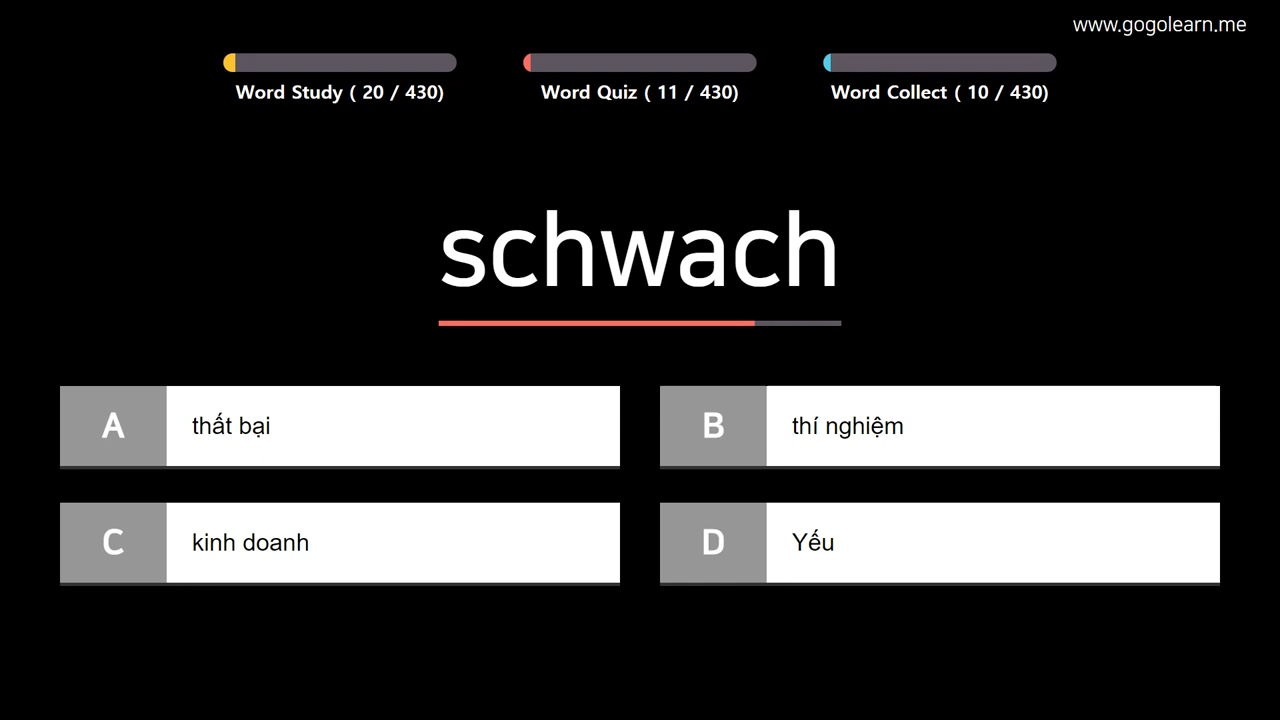 www.gogolearn.me
Word Study ( 20 / 430)
Word Quiz ( 11 / 430)
Word Collect ( 10 / 430)
schwach
A
thất bại
B
thí nghiệm
C
kinh doanh
D
Yếu